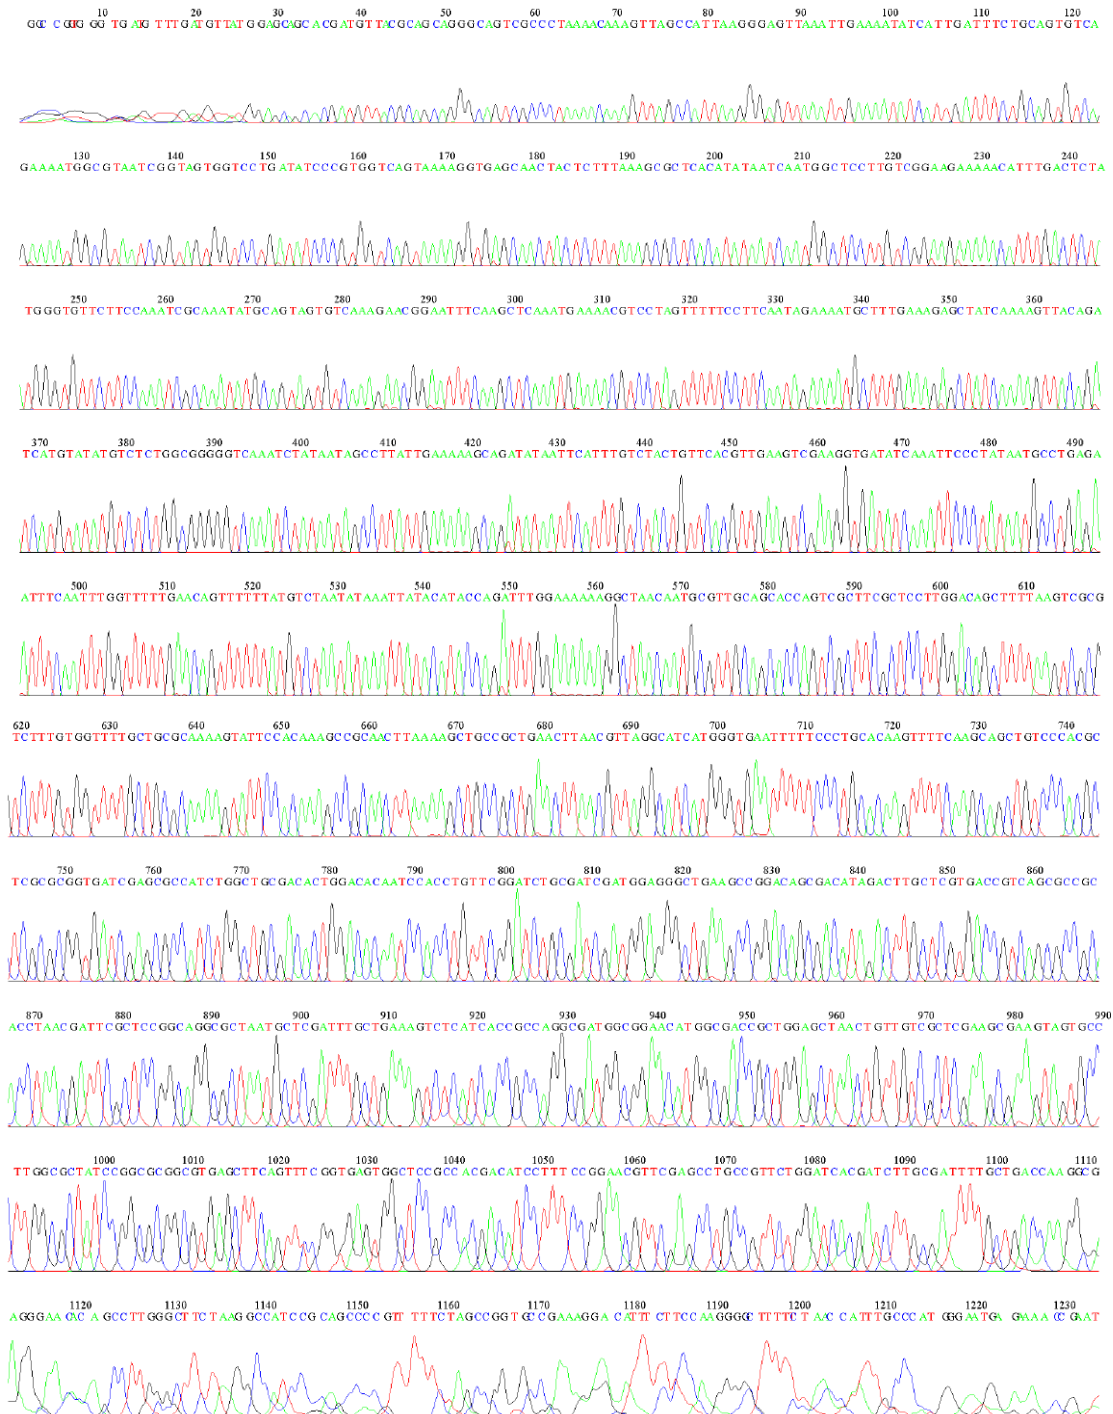 10 20 30 40 50 60 70 80 90 100 110 120
TGATG TTTGATGTTATGGAGCAGCACGATGTTACGCAGCAGGGCAGTCGCCCTAAAACAAAGTTAGCCATTAAGGGAGTTAAATTGAAAATATCATTGATTTCTGCAGTGTCA
130 140 150 160 170 180 190 200 210 220 230 240
GAAAATGGCGTAATCGGTAGTGGTCCTGATATCCCGTGGTCAGTAAAAGGTGAGCAACTACTCTTTAAAGCGCTCACATATAATCAATGGCTCCTTGTCGGAAGAAAAACATTTGACTCTA
250 260 270 280 290 300 310 320 330 340 350 360
TGGGTGTTCTTCCAAATCGCAAATATGCAGTAGTGTCAAAGAACGGAATTTCAAGCTCAAATGAAAACGTCCTAGTTTTTCCTTCAATAGAAAATGCTTTGAAAGAGCTATCAAAAGTTACAGA
370 380 390 400 410 420 430 440 450 460 470 480 490
TCATGTATATGTCTCTGGCGGGGGTCAAATCTATAATAGCCTTATTGAAAAAGCAGATATAATTCATTTGTCTACTGTTCACGTTGAAGTCGAAGGTGATATCAAATTCCCTATAATGCCTGAGA
500 510 520 530 540 550 560 570 580 590 600 610
ATTTCAATTTGGTTTTTGAACAGTTTTTTATGTCTAATATAAATTATACATACCAGATTTGGAAAAAAGGCTAACAATGCGTTGCAGCACCAGTCGCTTCGCTCCTTGGACAGCTTTTAAGTCGCG
620 630 640 650 660 670 680 690 700 710 720 730 740
TCTTTGTGGTTTTGCTGCGCAAAAGTATTCCACAAAGCCGCAACTTAAAAGCTGCCGCTGAACTTAACGTTAGGCATCATGGGTGAATTTTTCCCTGCACAAGTTTTCAAGCAGCTGTCCCACGC
750 760 770 780 790 800 810 820 830 840 850 860
TCGCGCGGTGATCGAGCGCCATCTGGCTGCGACACTGGACACAATCCACCTGTTCGGATCTGCGATCGATGGAGGGCTGAAGCCGGACAGCGACATAGACTTGCTCGTGACCGTCAGCGCCGC
870 880 890 900 910 920 930 940 950 960 970 980 990
ACCTAACGATTCGCTCCGGCAGGCGCTAATGCTCGATTTGCTGAAAGTCTCATCACCGCCAGGCGATGGCGGAACATGGCGACCGCTGGAGCTAACTGTTGTCGCTCGAAGCGAAGTAGTGCC
1000 1010 1020 1030 1040 1050 1060 1070 1080 1090 1100 1110
TTGGCGCTATCCGGCGCGGCGTGAGCTTCAGTTTCGGTGAGTGGCTCCGCCACGACATCCTTTCCGGAACGTTCGAGCCTGCCGTTCTGGATCACGATCTTGCGATTTTGCTGACCAAGGCG
1120 1130 1140 1150 1160 1170 1180 1190 1200 1210 1220 1230
AGGGAACACAGCCTTGGGCTTCTAAGGCCATCCGCAGCCCCGTTTTTCTAGCCGGTGCCGAAAGGACATTTCTTCCAAGGGGCTTTTCTAACCATTTGCCCAT GGGAATGA GAAAACCGAAT